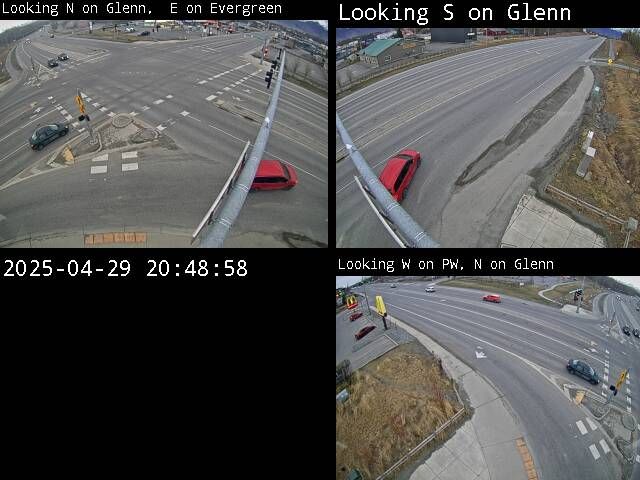 Looking N on Glenn,  E on Evergreen
Looking S on Glenn
2025-04-29 20:48:58
Looking W on PW, N on Glenn